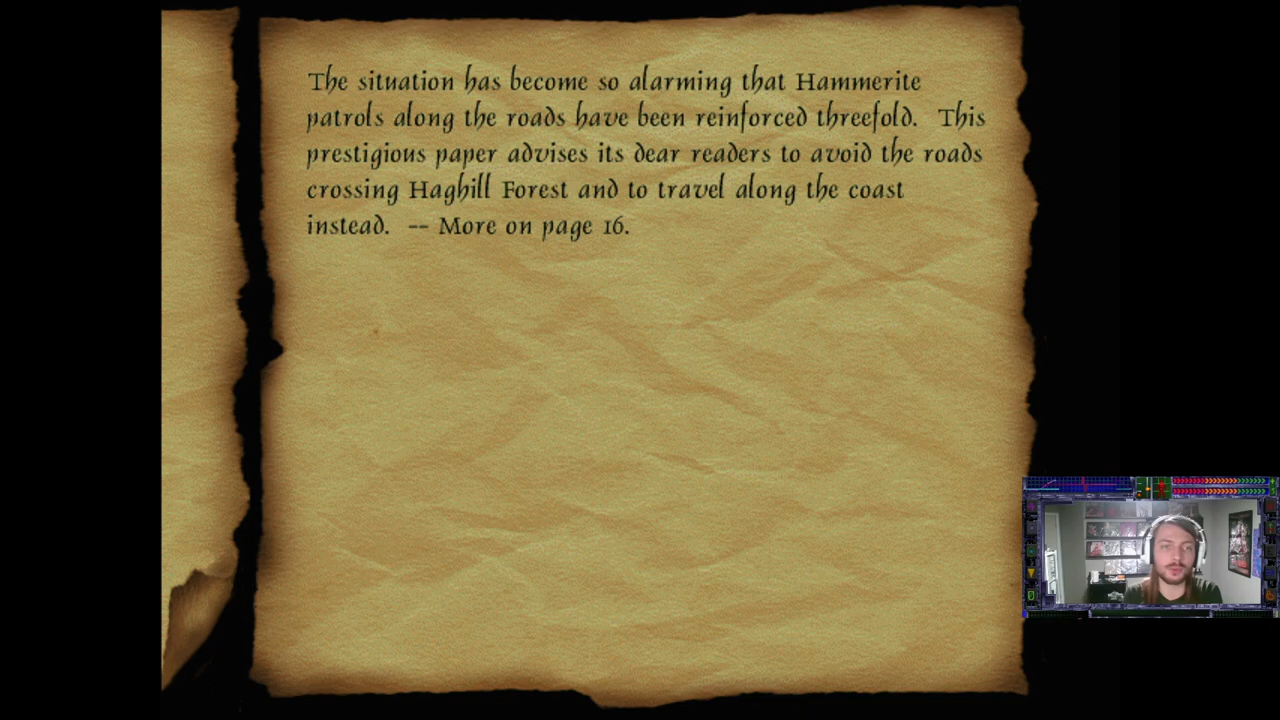 The situation has become so alarming that Hammerite
patrols along the roads have been reinforced threefold.  This
prestigious paper advises its dear readers to avoid the roads
crossing Haghill Forest and to travel along the coast
instead.  -- More on page 16.